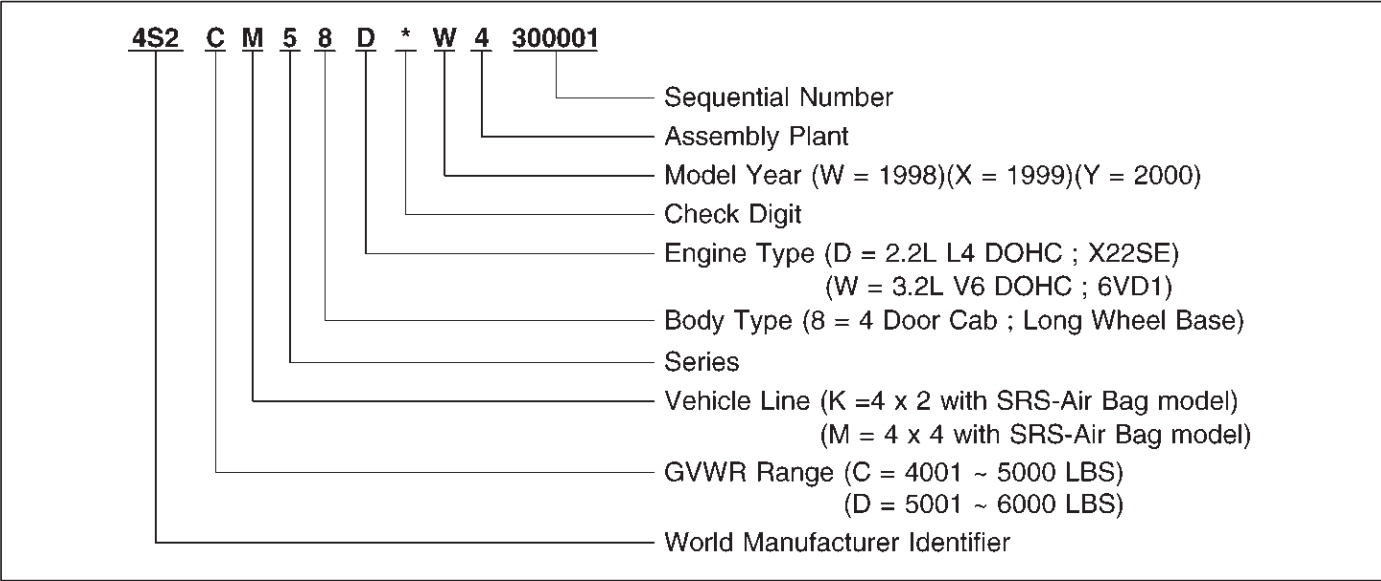 4S2 C M 5 8 D * W 4 300001
Sequential Number
Assembly Plant
Model Year (W = 1998)(X = 1999)(Y = 2000)
Check Digit
Engine Type (D = 2.2L L4 DOHC ; X22SE)
(W = 3.2L V6 DOHC ; 6VD1)
Body Type (8 = 4 Door Cab ; Long Wheel Base)
Series
Vehicle Line (K =4 x 2 with SRS-Air Bag model)
(M = 4 x 4 with SRS-Air Bag model)
GVWR Range (C = 4001 ~ 5000 LBS)
(D = 5001 ~ 6000 LBS)
World Manufacturer Identifier